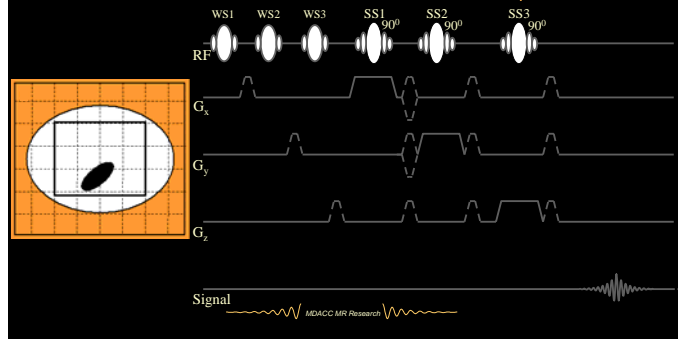 WS1 WS2 WS3 SS1 SS2 SS3
90⁰ 90⁰ 90⁰
RF
Gx
Gy
Gz
Signal
MDACC MR Research